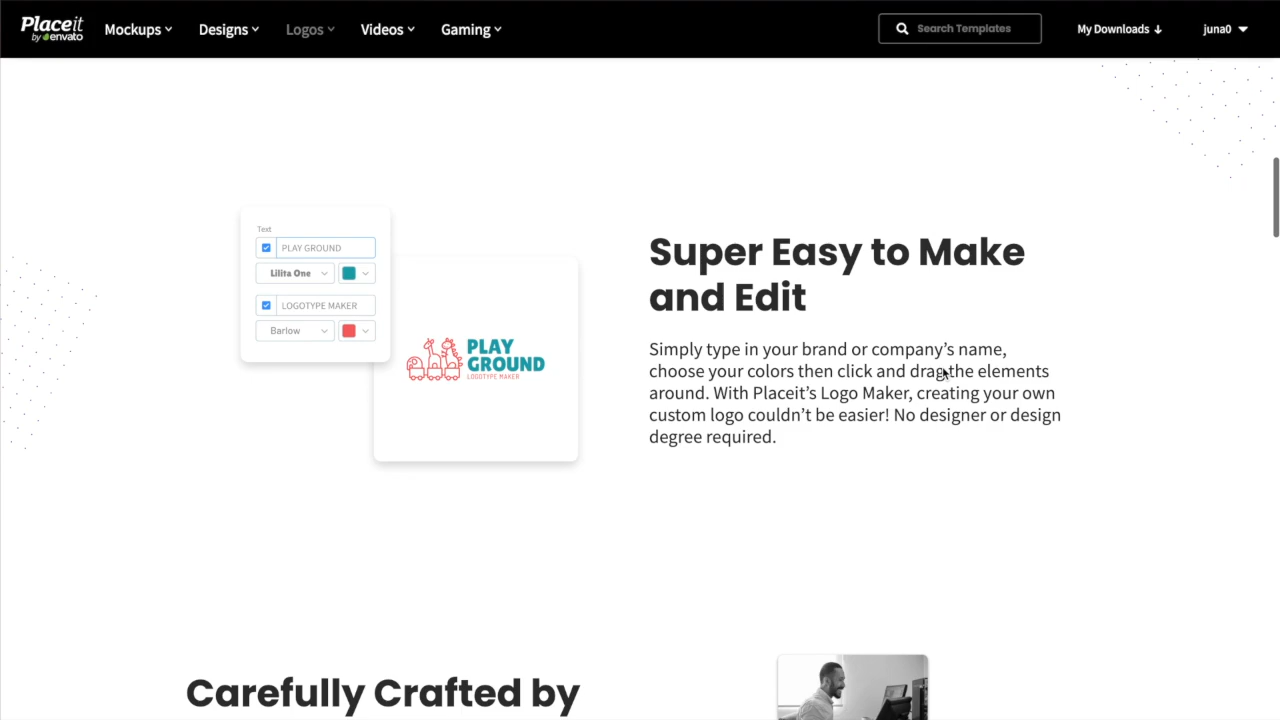 Placeit
by envato
Mockups
Designs
Logos
Videos
Gaming
Search Templates
My Downloads
juna0
Text
PLAY GROUND
Lilita One
LOGOTYPE MAKER
Barlow
PLAY
GROUND
LOGOTYPE MAKER
Super Easy to Make
and Edit
Simply type in your brand or company’s name,
choose your colors then click and drag the elements
around. With Placeit’s Logo Maker, creating your own
custom logo couldn’t be easier! No designer or design
degree required.
Carefully Crafted by